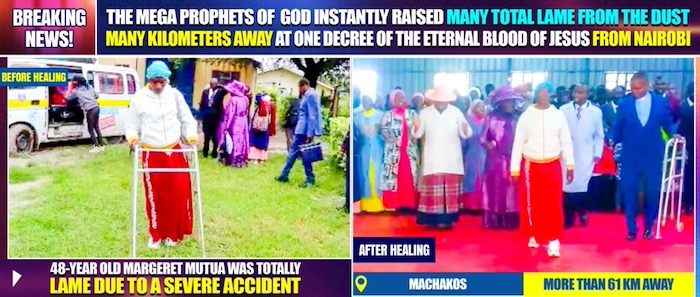 BREAKING
NEWS!
THE MEGA PROPHETS OF GOD INSTANTLY RAISED MANY TOTAL LAME FROM THE DUST
MANY KILOMETERS AWAY AT ONE DECREE OF THE ETERNAL BLOOD OF JESUS FROM NAIROBI
BEFORE HEALING
48-YEAR OLD MARGERET MUTUA WAS TOTALLY
LAME DUE TO A SEVERE ACCIDENT
AFTER HEALING
MACHAKOS
MORE THAN 61 KM AWAY